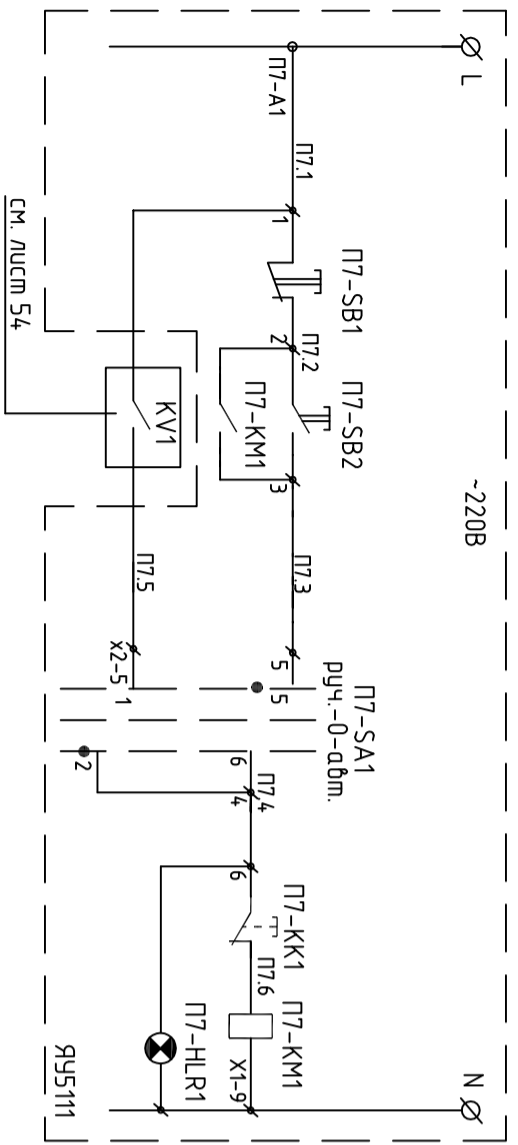 L
~220В
N
П7-А1
П7.1
1
П7-SB1
2
П7.2
П7-SB2
П7-КМ1
3
П7.3
5
5
П7-SA1
руч.-0-авт.
6
П7.4
4
6
П7-КК1
П7.6
П7-КМ1
X1-9
KV1
П7.5
х2-5
1
2
П7-HLR1
см. лист 54
ЯУ5111